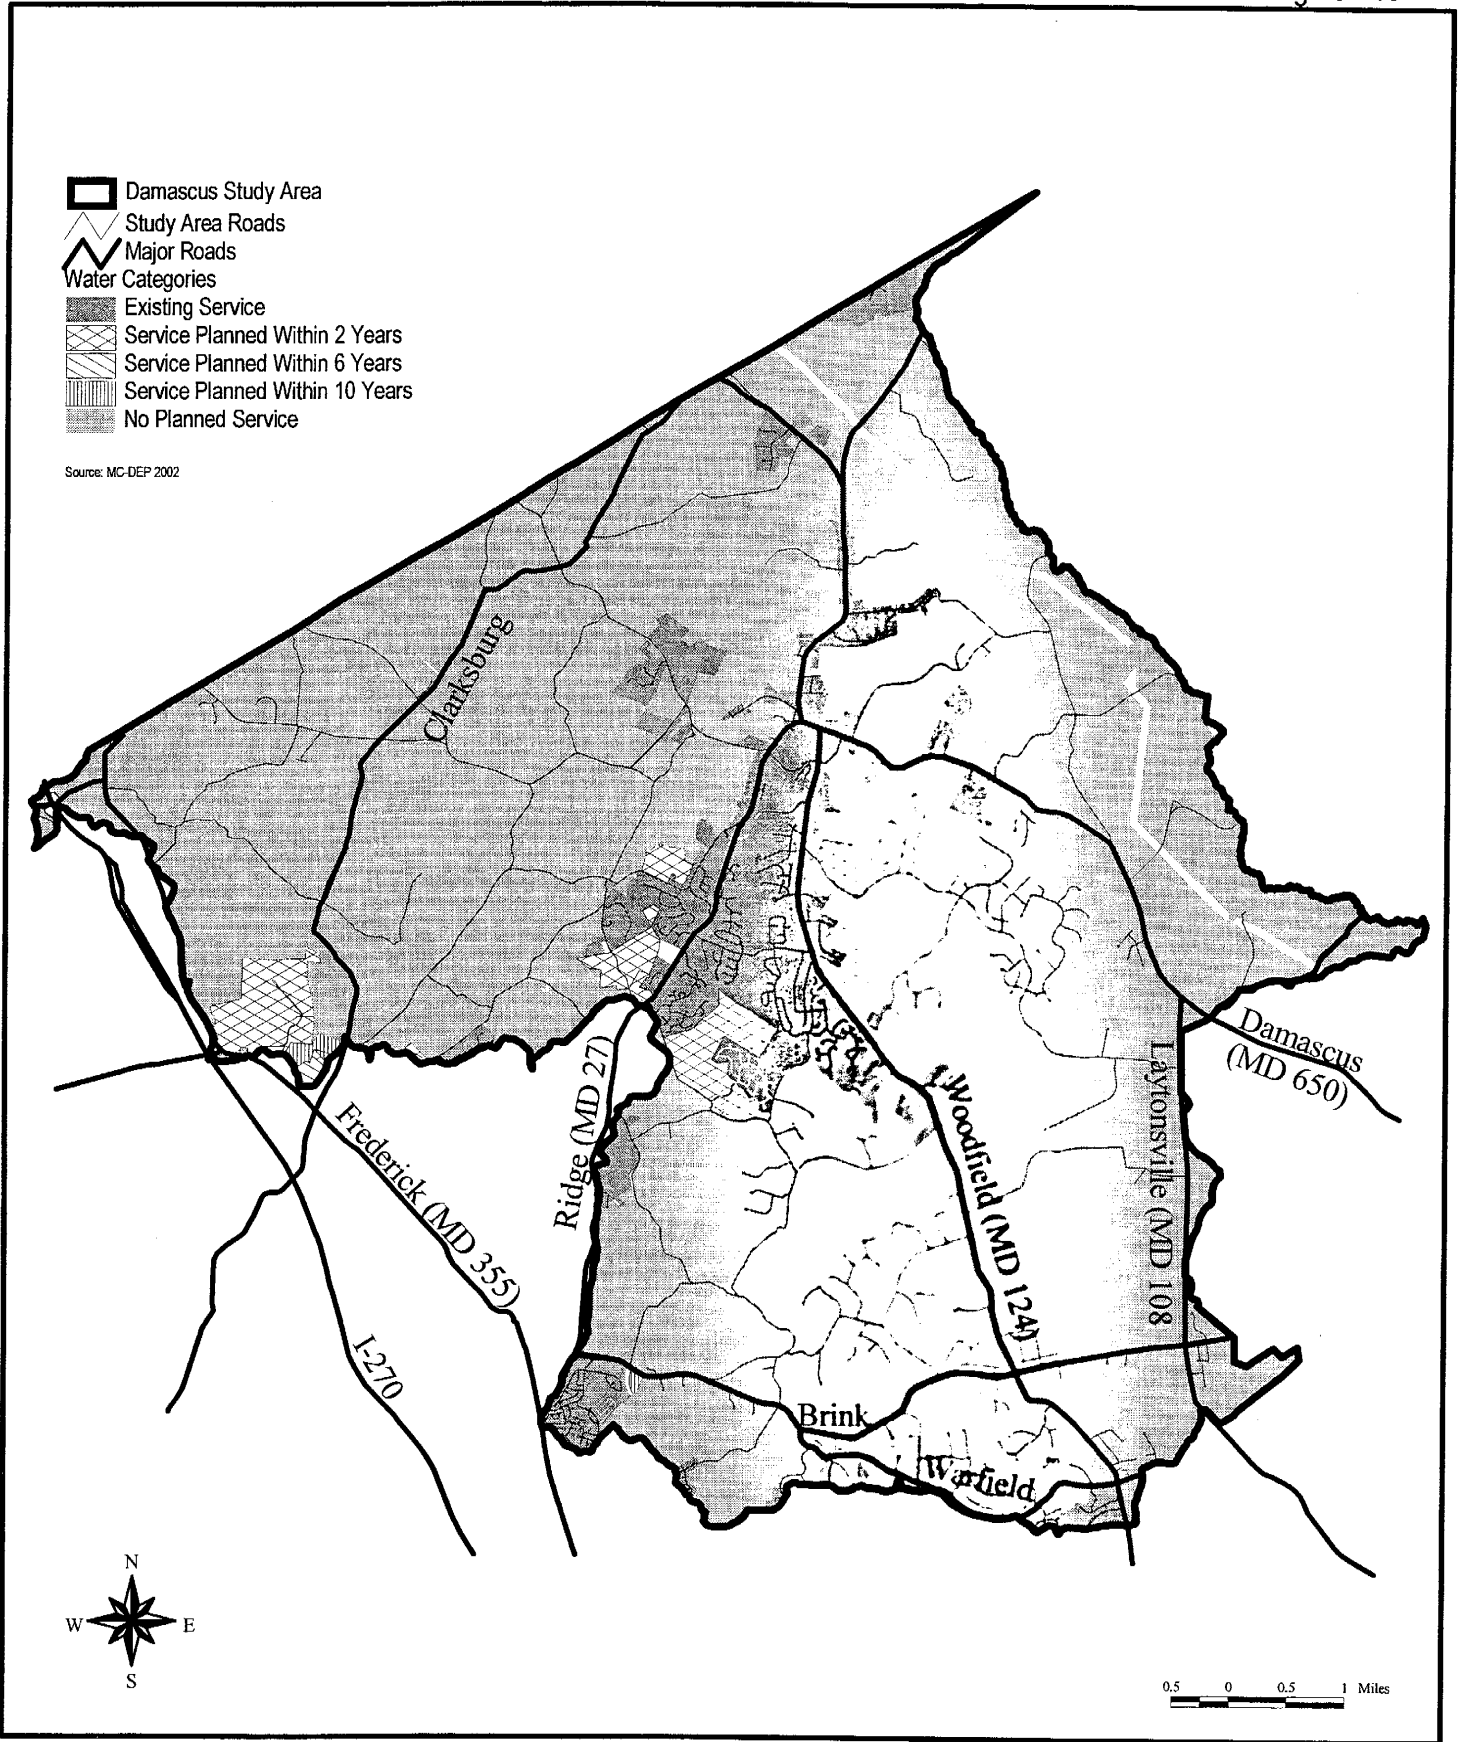 Damascus Study Area
Study Area Roads
Major Roads
Water Categories
Existing Service
Service Planned Within 2 Years
Service Planned Within 6 Years
Service Planned Within 10 Years
No Planned Service
Source: MC-DEP 2002
Clarksburg
Damascus
(MD 650)
Laytonsville (MD 108
Ridge (MD 27)
Woodfield (MD 124)
Frederick (MD 355)
I-270
Brink
Warfield
N
W E
S
0.5 0 0.5 1 Miles